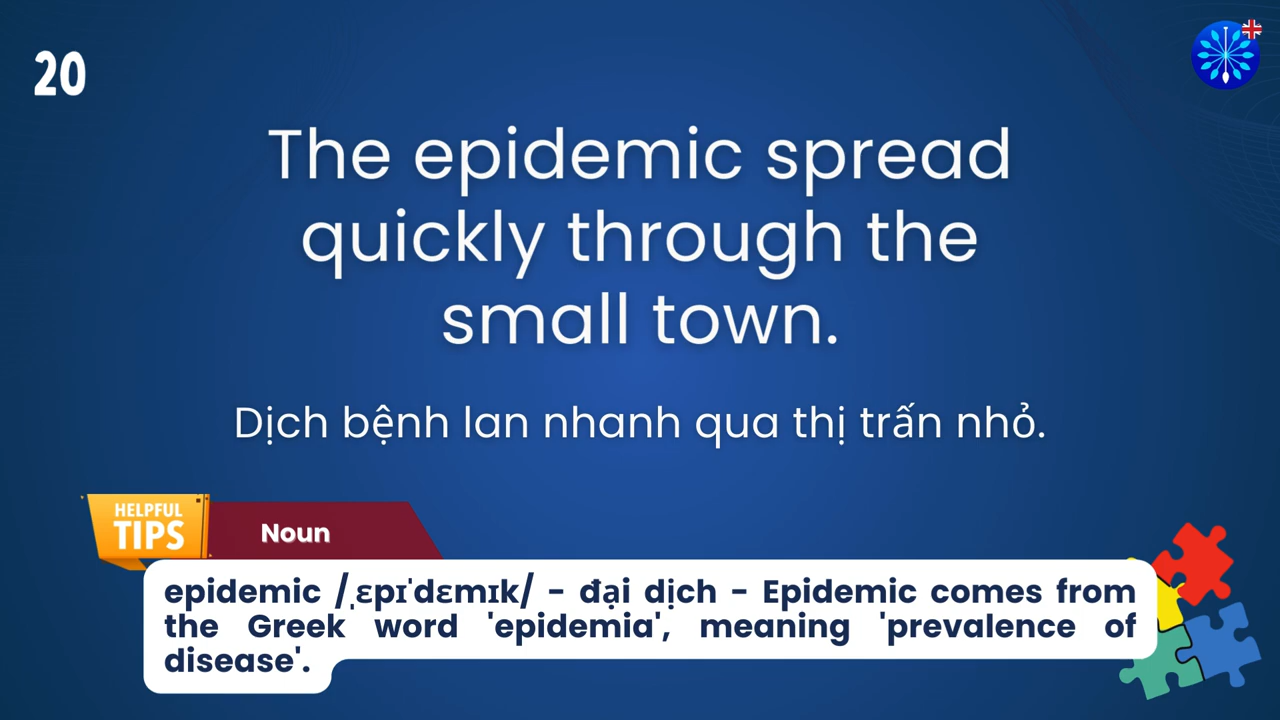 20
The epidemic spread
quickly through the
small town.
Dịch bệnh lan nhanh qua thị trấn nhỏ.
HELPFUL
TIPS
Noun
epidemic /ˌɛpɪˈdɛmɪk/ - đại dịch - Epidemic comes from
the Greek word 'epidemia', meaning 'prevalence of
disease'.